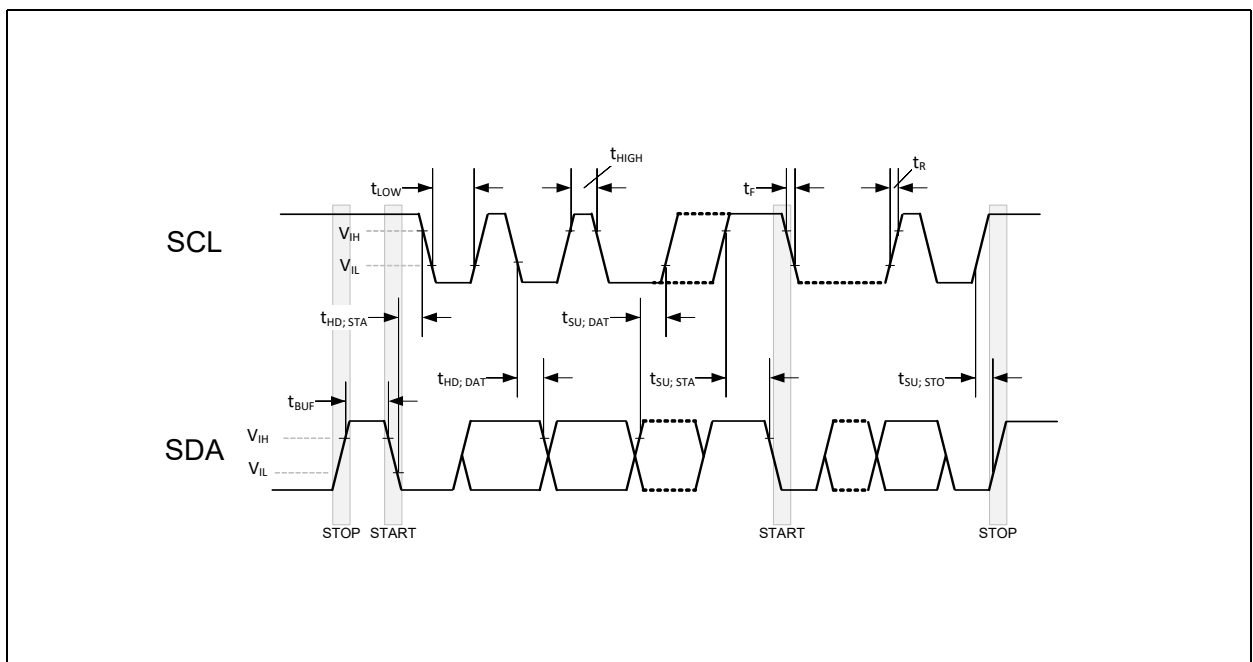 tHIGH
tLOW
tF
tR
SCL
VIH
VIL
tHD; STA
tSU; DAT
tHD; DAT
tSU; STA
tSU; STO
tBUF
VIH
SDA
VIL
STOP START START STOP